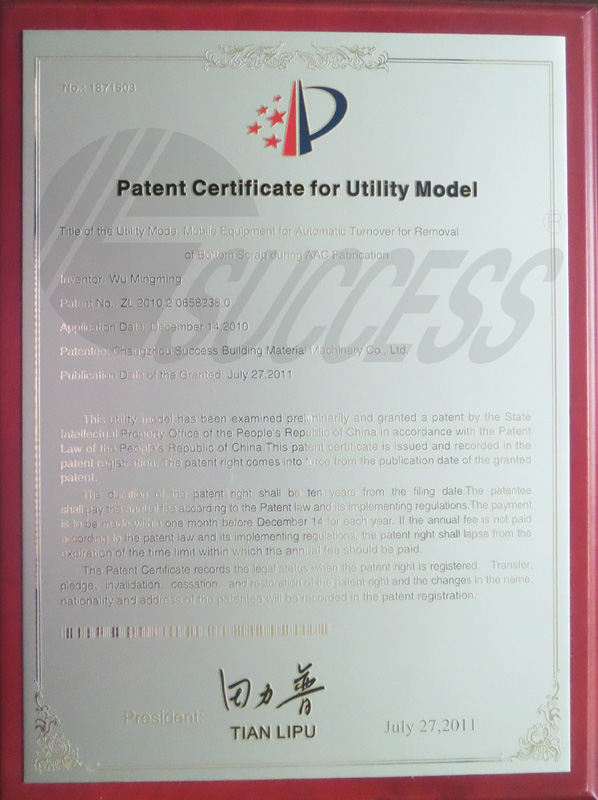 No.: 1871503
Patent Certificate for Utility Model
Title of the Utility Model: Mobile Equipment for Automatic Turnover for Removal
of Bottom Scrap during AAC Fabrication
Inventor: Wu Mingming
Patent No.: ZL 2010 2 0658238.0
Application Date: December 14,2010
Patentee: Changzhou Success Building Material Machinery Co., Ltd.
Publication Date of the Granted: July 27,2011
SUCCESS
This utility model has been examined preliminarily and granted a patent by the State
Intellectual Property Office of the People's Republic of China in accordance with the Patent
Law of the People's Republic of China.This patent certificate is issued and recorded in the
patent registration. The patent right comes into force from the publication date of the granted
patent.
The duration of the patent right shall be ten years from the filing date.The patentee
shall pay the annual fee according to the Patent law and its implementing regulations.The payment
is to be made within one month before December 14 for each year. If the annual fee is not paid
according to the patent law and its implementing regulations, the patent right shall lapse from the
expiration of the time limit within which the annual fee should be paid.
The Patent Certificate records the legal status when the patent right is registered. Transfer,
pledge, invalidation, cessation, and restoration of the patent right and the changes in the name,
nationality and address of the patentee will be recorded in the patent registration.
田力普
President:
TIAN LIPU
July 27,2011